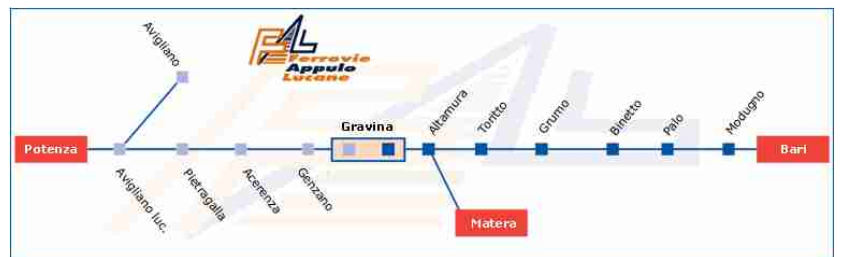 Avigliano
Ferrovie
Appulo
Lucane
Potenza
Avigliano luc.
Pietragalla
Acerenza
Genzano
Gravina
Altamura
Toritto
Grumo
Binetto
Palo
Modugno
Bari
Matera